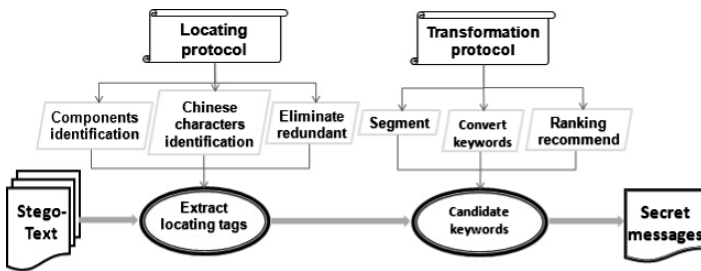 Locating
protocol
Transformation
protocol
Components
identification
Chinese
characters
identification
Eliminate
redundant
Segment
Convert
keywords
Ranking
recommend
Stego-
Text
Extract
locating tags
Candidate
keywords
Secret
messages